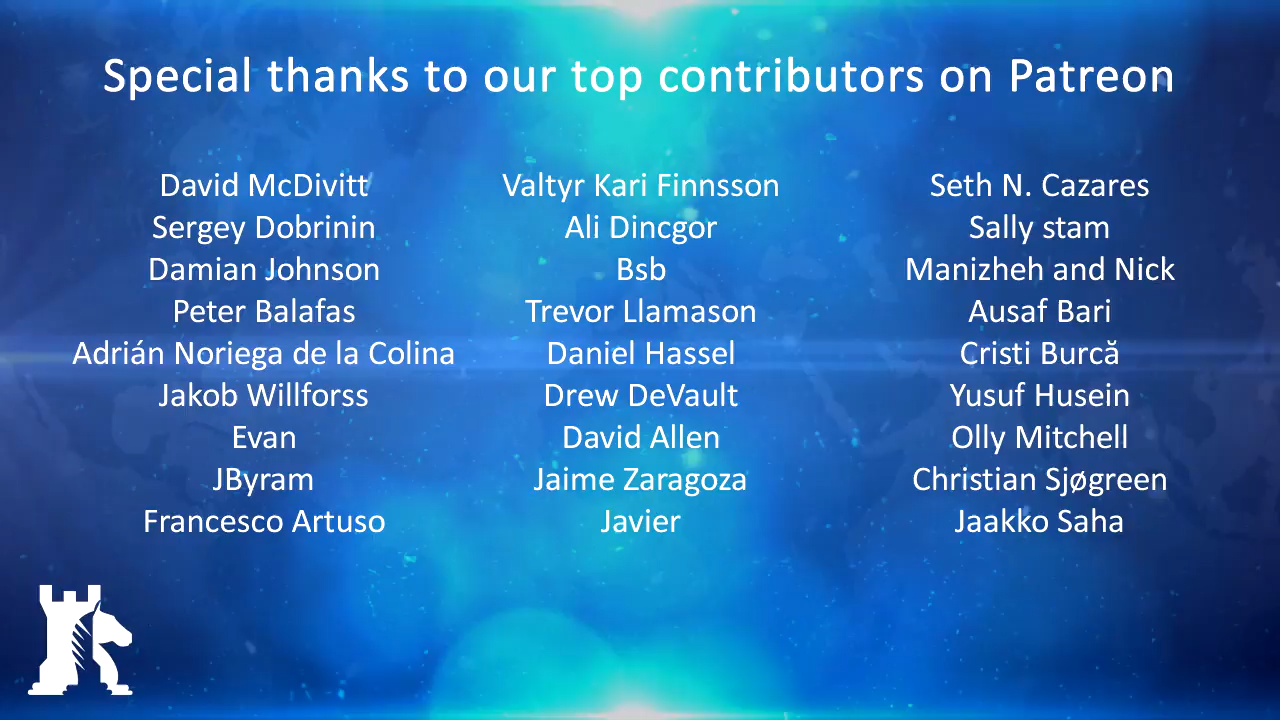 Special thanks to our top contributors on Patreon
David McDivitt
Sergey Dobrinin
Damian Johnson
Peter Balafas
Adrián Noriega de la Colina
Jakob Willforss
Evan
JByram
Francesco Artuso
Valtyr Kari Finnsson
Ali Dincgor
Bsb
Trevor Llamason
Daniel Hassel
Drew DeVault
David Allen
Jaime Zaragoza
Javier
Seth N. Cazares
Sally stam
Manizheh and Nick
Ausaf Bari
Cristi Burcă
Yusuf Husein
Olly Mitchell
Christian Sjøgreen
Jaakko Saha